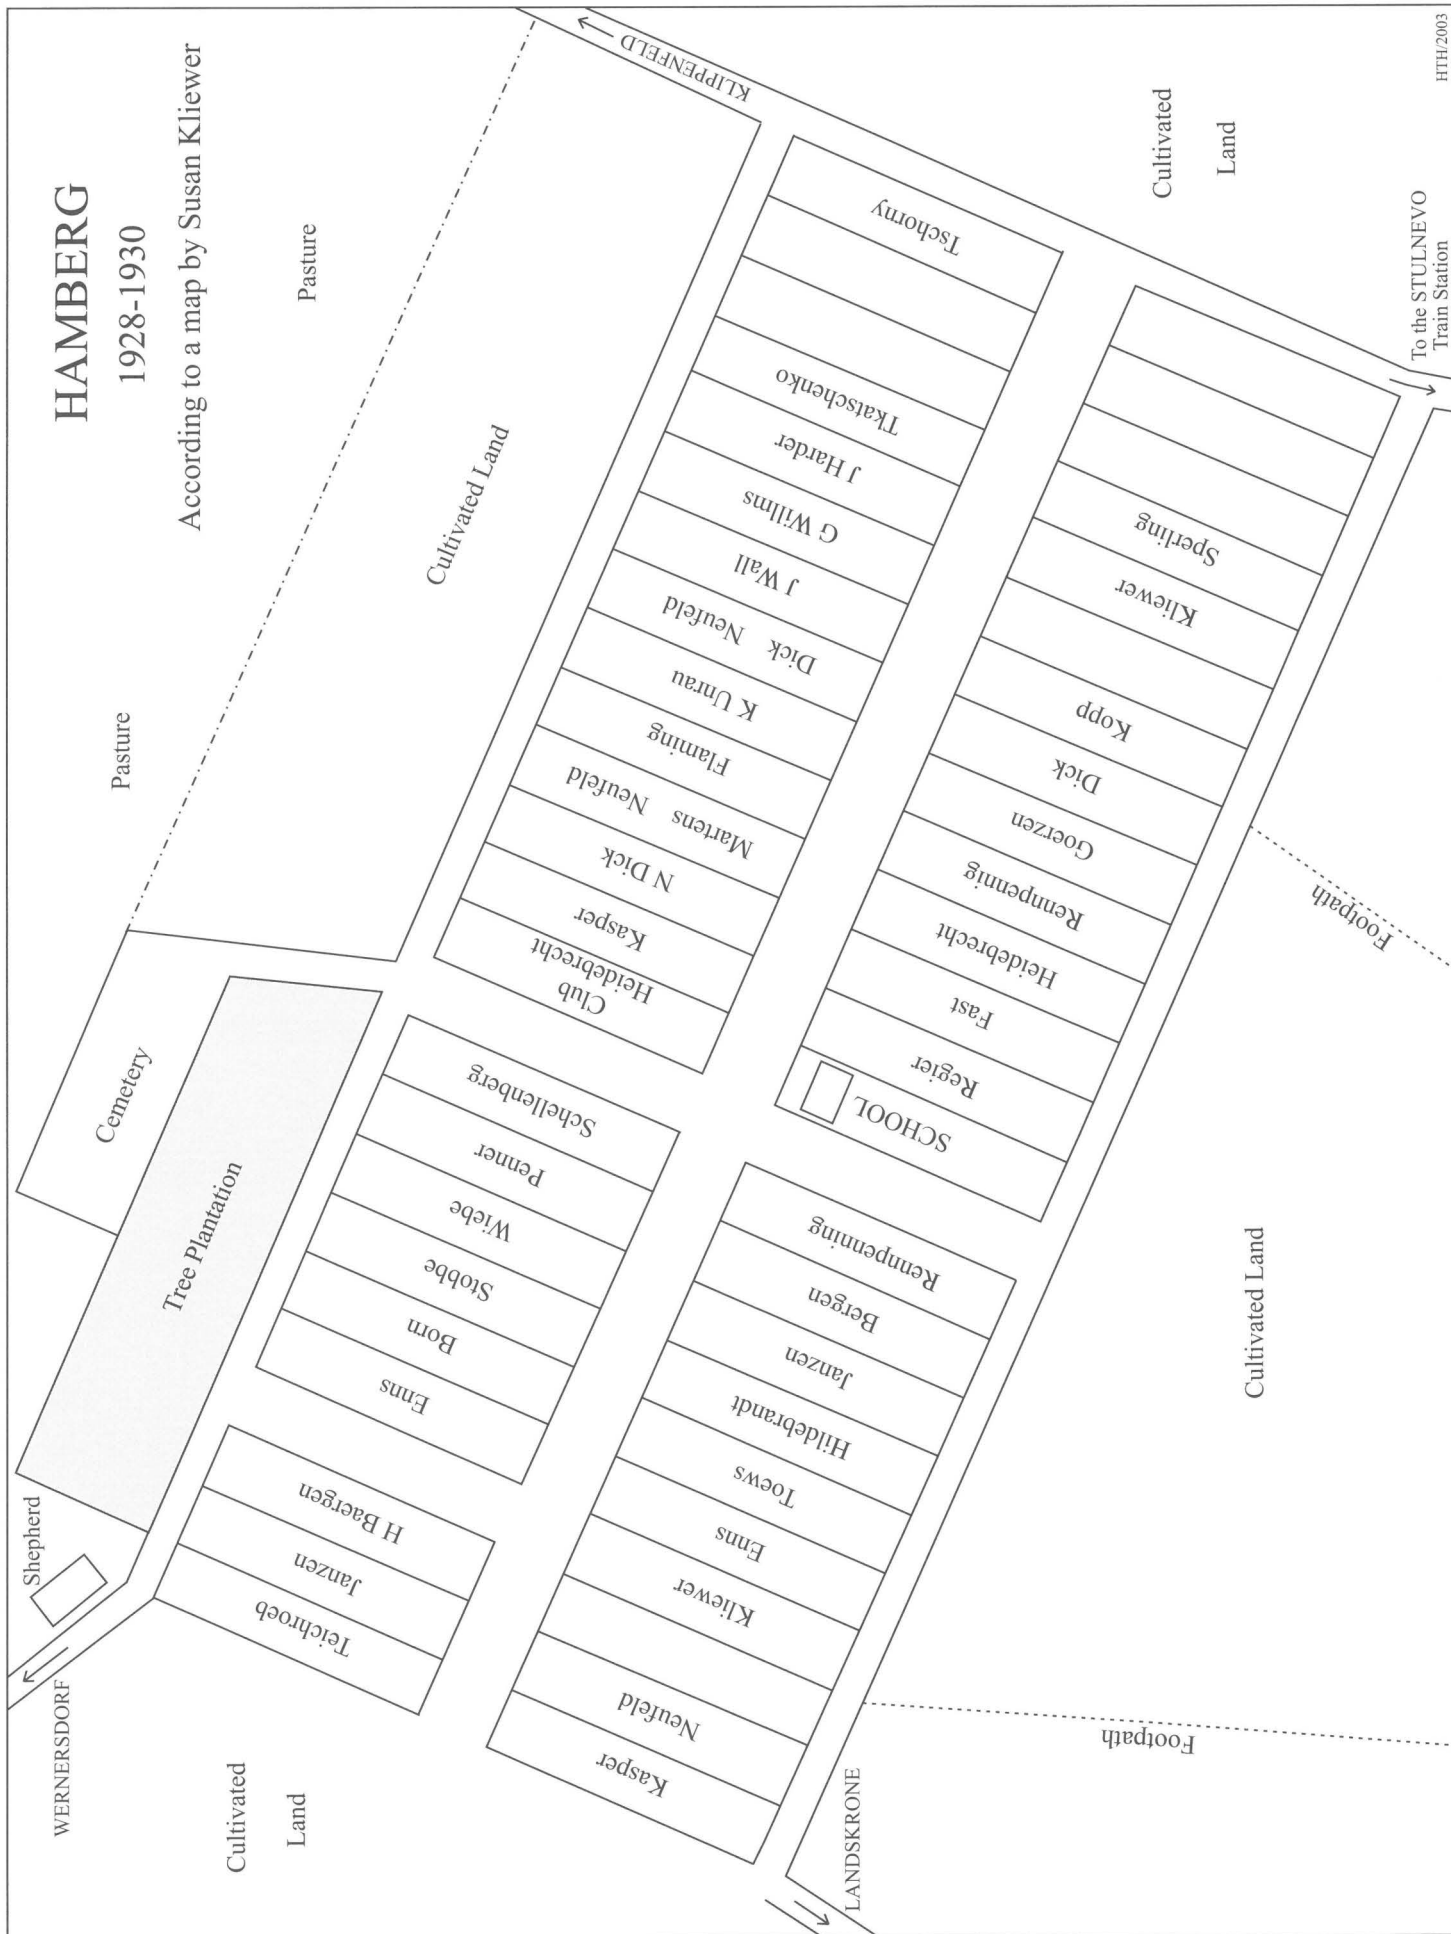 HAMBERG
1928-1930
According to a map by Susan Kliewer
Pasture
Pasture
Cultivated Land
KLIPPENFELD
Cemetery
Tree Plantation
Shepherd
WERNERSDORF
Cultivated
Land
Teichroeb
Janzen
H Baergen
Enns
Born
Stobbe
Wiebe
Penner
Schellenberg
Club
Heidebrecht
Kasper
N Dick
Martens Neufeld
Flaming
K Unrau
Dick Neufeld
J Wall
G Willms
J Harder
Tkatschenko
Tschorny
Kasper
Neufeld
Kliewer
Enns
Toews
Hildebrandt
Janzen
Bergen
Rennpenning
SCHOOL
Regier
Fast
Heidebrecht
Rennpennig
Goerzen
Dick
Kopp
Kliewer
Sperling
Cultivated
Land
To the STULNEVO
Train Station
LANDSKRONE
Footpath
Cultivated Land
Footpath
HTH/2003